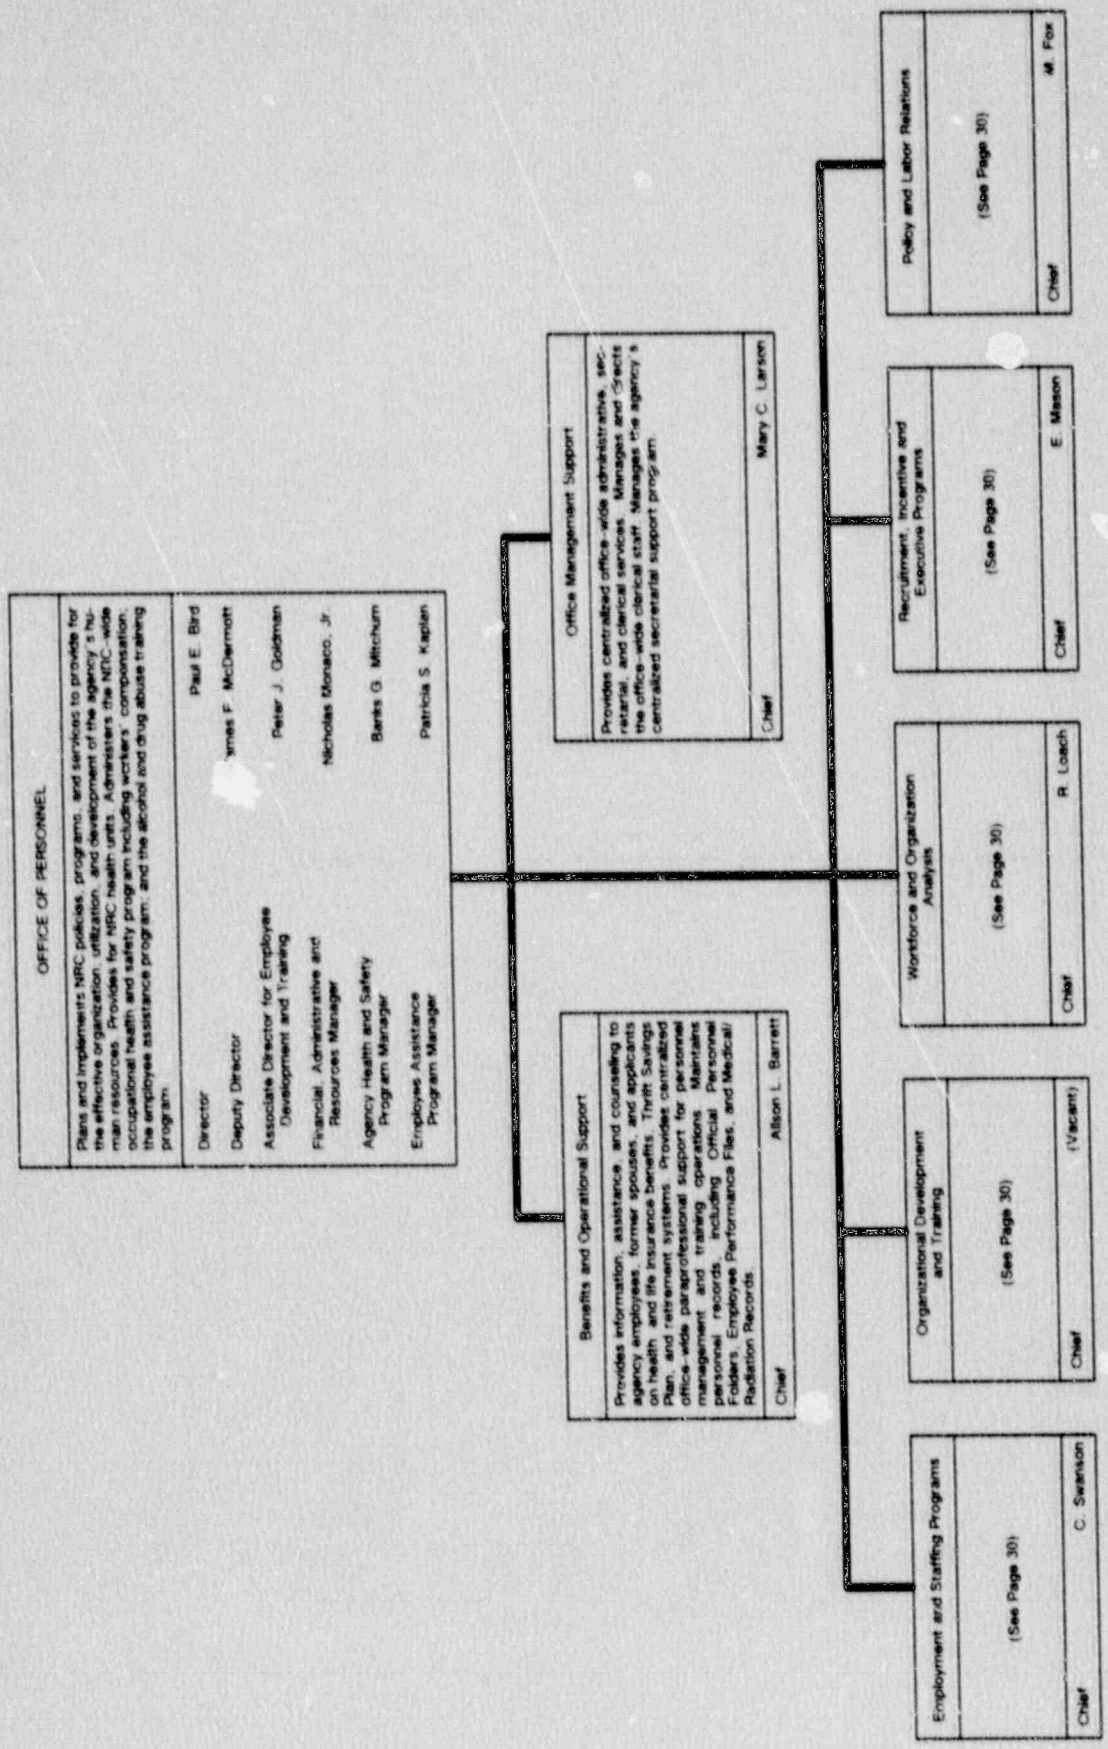 OFFICE OF PERSONNEL
Plans and implements NRC policies, programs, and services to provide for
the effective organization, utilization, and development of the agency's hu-
man resources. Provides for NRC health units. Administers the NRC-wide
occupational health and safety program including workers' compensation;
the employee assistance program; and the alcohol and drug abuse training
program.
Director Paul E. Bird
Deputy Director F. McDermott
Associate Director for Employee
Development and Training Peter J. Goldman
Financial, Administrative and
Resources Manager Nicholas Monaco, Jr.
Agency Health and Safety
Program Manager Banks G. Mitchum
Employee Assistance
Program Manager Patricia S. Kaplan
Benefits and Operational Support
Provides information, assistance, and counseling to
agency employees, former spouses, and applicants
on health and life insurance benefits, Thrift Savings
Plan, and retirement systems. Provides centralized
office-wide paraprofessional support for personnel
management and training operations. Maintains
personnel records, including Official Personnel
Folders, Employee Performance Files, and Medical/
Radiation Records.
Chief Alison L. Barrett
Office Management Support
Provides centralized office-wide administrative, sec-
retarial, and clerical services. Manages and directs
the office-wide clerical staff. Manages the agency's
centralized secretarial support program.
Chief Mary C. Larson
Employment and Staffing Programs
(See Page 30)
Chief C. Swanson
Organizational Development
and Training
(See Page 30)
Chief (Vacant)
Workforce and Organization
Analysis
(See Page 30)
Chief R. Loach
Recruitment, Incentive and
Executive Programs
(See Page 30)
Chief E. Mason
Policy and Labor Relations
(See Page 30)
Chief M. Fox